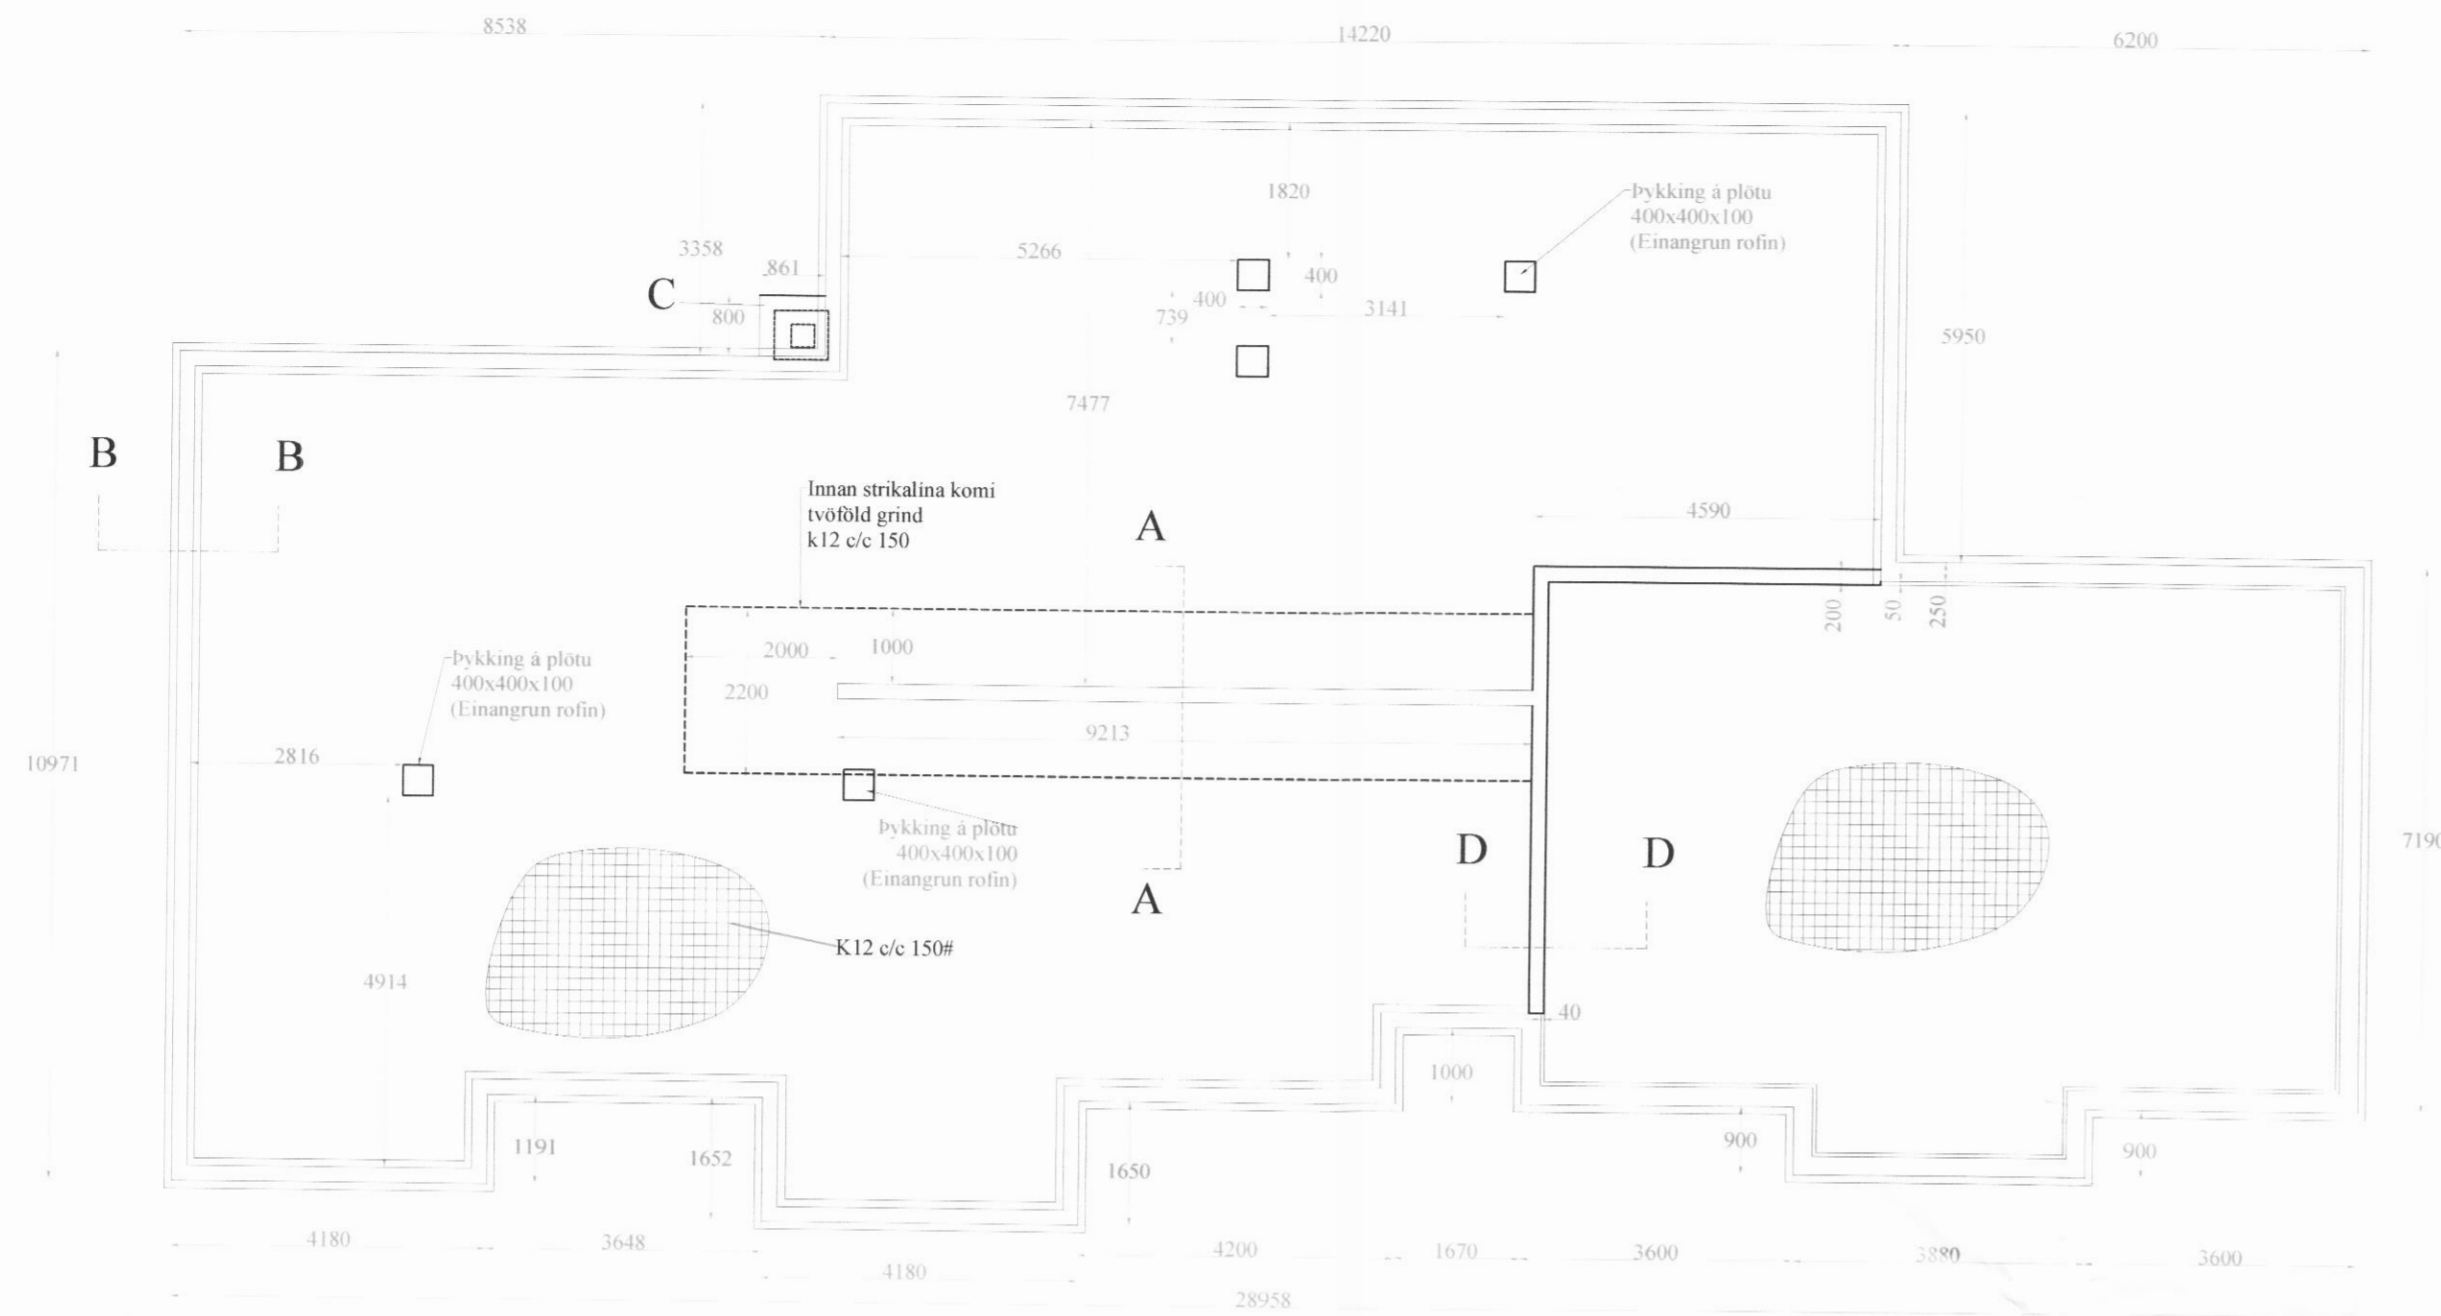 8538
14220
6200
Þykking á plötu
400x400x100
(Einangrun rofin)
1820
3358
861
5266
400
400
3141
C
800
739
5950
7477
B
B
Innan strikalína komi
tvöföld grind
k12 c/c 150
A
4590
200
50
250
2000
1000
Þykking á plötu
400x400x100
(Einangrun rofin)
2200
9213
10971
2816
Þykking á plötu
400x400x100
(Einangrun rofin)
D
D
7190
A
K12 c/c 150#
4914
40
1000
1191
1652
1650
900
900
4180
3648
4200
1670
3600
3880
3600
4180
28958